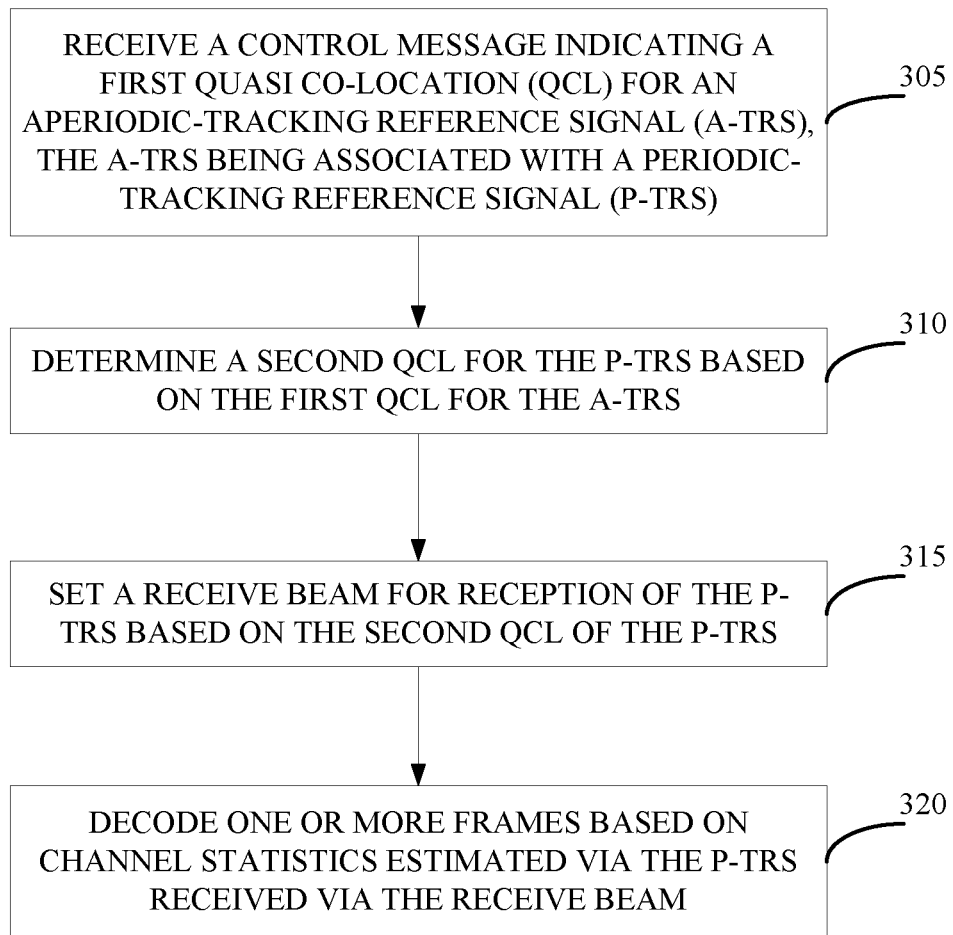 RECEIVE A CONTROL MESSAGE INDICATING A
FIRST QUASI CO-LOCATION (QCL) FOR AN
APERIODIC-TRACKING REFERENCE SIGNAL (A-TRS),
THE A-TRS BEING ASSOCIATED WITH A PERIODIC-
TRACKING REFERENCE SIGNAL (P-TRS)
305
DETERMINE A SECOND QCL FOR THE P-TRS BASED
ON THE FIRST QCL FOR THE A-TRS
310
SET A RECEIVE BEAM FOR RECEPTION OF THE P-
TRS BASED ON THE SECOND QCL OF THE P-TRS
315
DECODE ONE OR MORE FRAMES BASED ON
CHANNEL STATISTICS ESTIMATED VIA THE P-TRS
RECEIVED VIA THE RECEIVE BEAM
320